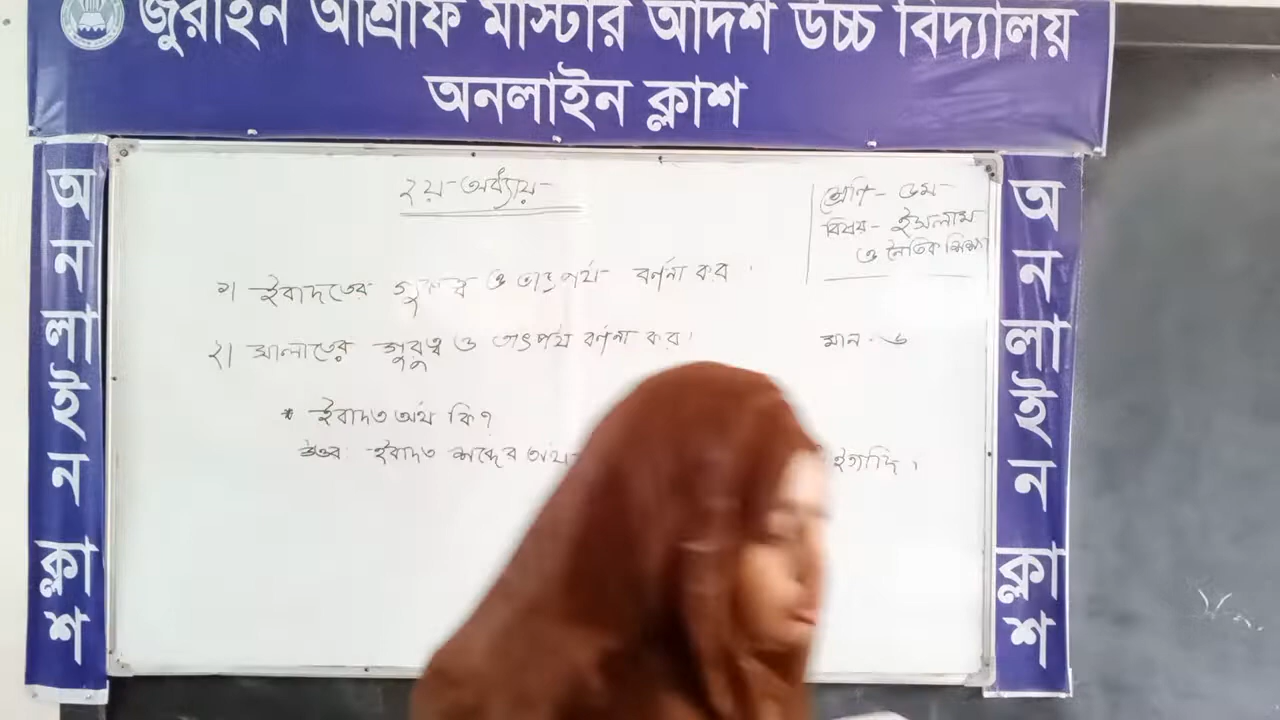 জুরাইন আশ্রাফ মাস্টার আদর্শ উচ্চ বিদ্যালয়
অনলাইন ক্লাশ
অনলাইন ক্লাশ
২য়-অধ্যায়-
শ্রেণি- ৬ষ্ঠ-
বিষয়- ইসলাম
ও নৈতিক শিক্ষা
১। ইবাদতের গুরুত্ব ও তাৎপর্য বর্ণনা কর।
২। সালাতের গুরুত্ব ও তাৎপর্য বর্ণনা কর।
মান-৬
* ইবাদত অর্থ কি?
উত্তর: ইবাদত শব্দের অর্থ- ইত্যাদি।
অনলাইন ক্লাশ